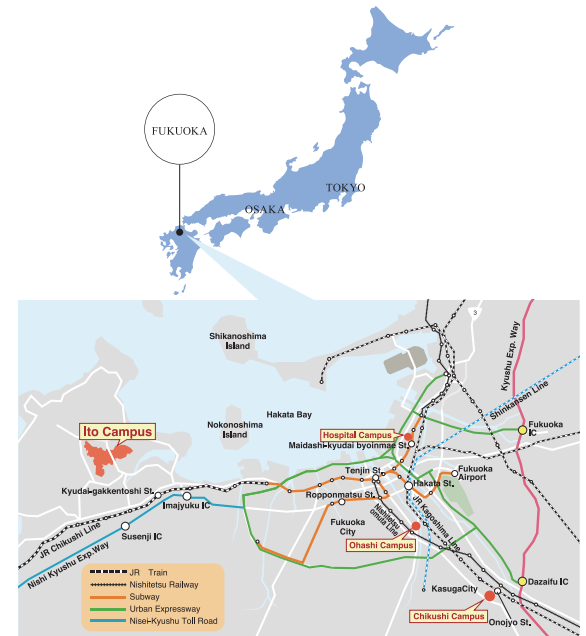 FUKUOKA
TOKYO
OSAKA
3
Shikanoshima
Island
Kyushu Exp. Way
Shinkansen Line
Hakata Bay
Nokonoshima
Island
Ito Campus
Hospital Campus
Maidashi-kyudai byoinmae St.
Fukuoka
IC
Tenjin St.
Fukuoka
Airport
Hakata St.
Kyudai-gakkentoshi St.
Ropponmatsu St.
Imajyuku IC
Nishitetsu
omuta Line
JR Kagoshima Line
Fukuoka
City
JR Chikushi Line
Susenji IC
Ohashi Campus
Nishi Kyushu Exp Way
JR Train
Nishitetsu Railway
Subway
Urban Expressway
Nisei-Kyushu Toll Road
KasugaCity
Dazaifu IC
Chikushi Campus
Onojyo St.